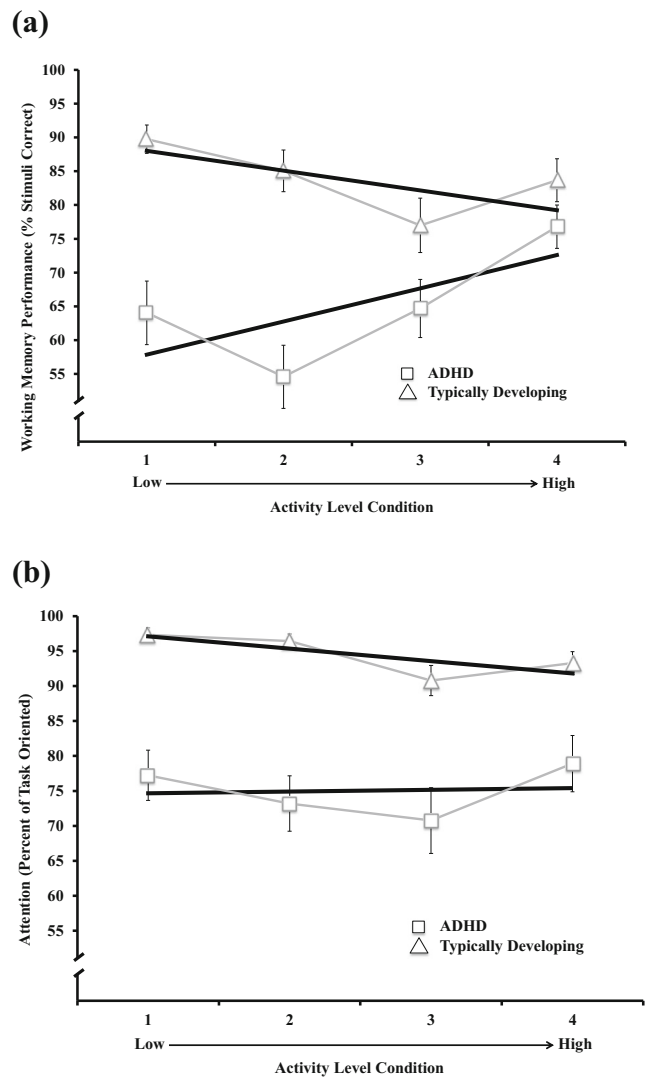 (a)
Working Memory Performance (% Stimuli Correct)
100
95
90
85
80
75
70
65
60
55
ADHD
Typically Developing
1 2 3 4
Low High
Activity Level Condition
(b)
Attention (Percent of Task Oriented)
100
95
90
85
80
75
70
65
60
55
ADHD
Typically Developing
1 2 3 4
Low High
Activity Level Condition